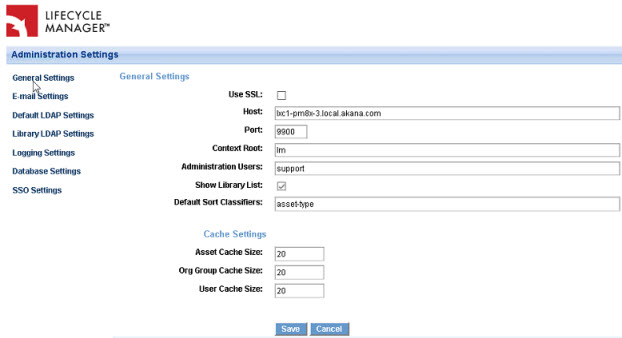 LIFECYCLE
MANAGER™
Administration Settings
General Settings
E-mail Settings
Default LDAP Settings
Library LDAP Settings
Logging Settings
Database Settings
SSO Settings
General Settings
Use SSL:
Host: lxc1-pm8x-3.local.akana.com
Port: 9900
Context Root: lm
Administration Users: support
Show Library List:
Default Sort Classifiers: asset-type
Cache Settings
Asset Cache Size: 20
Org Group Cache Size: 20
User Cache Size: 20
Save Cancel